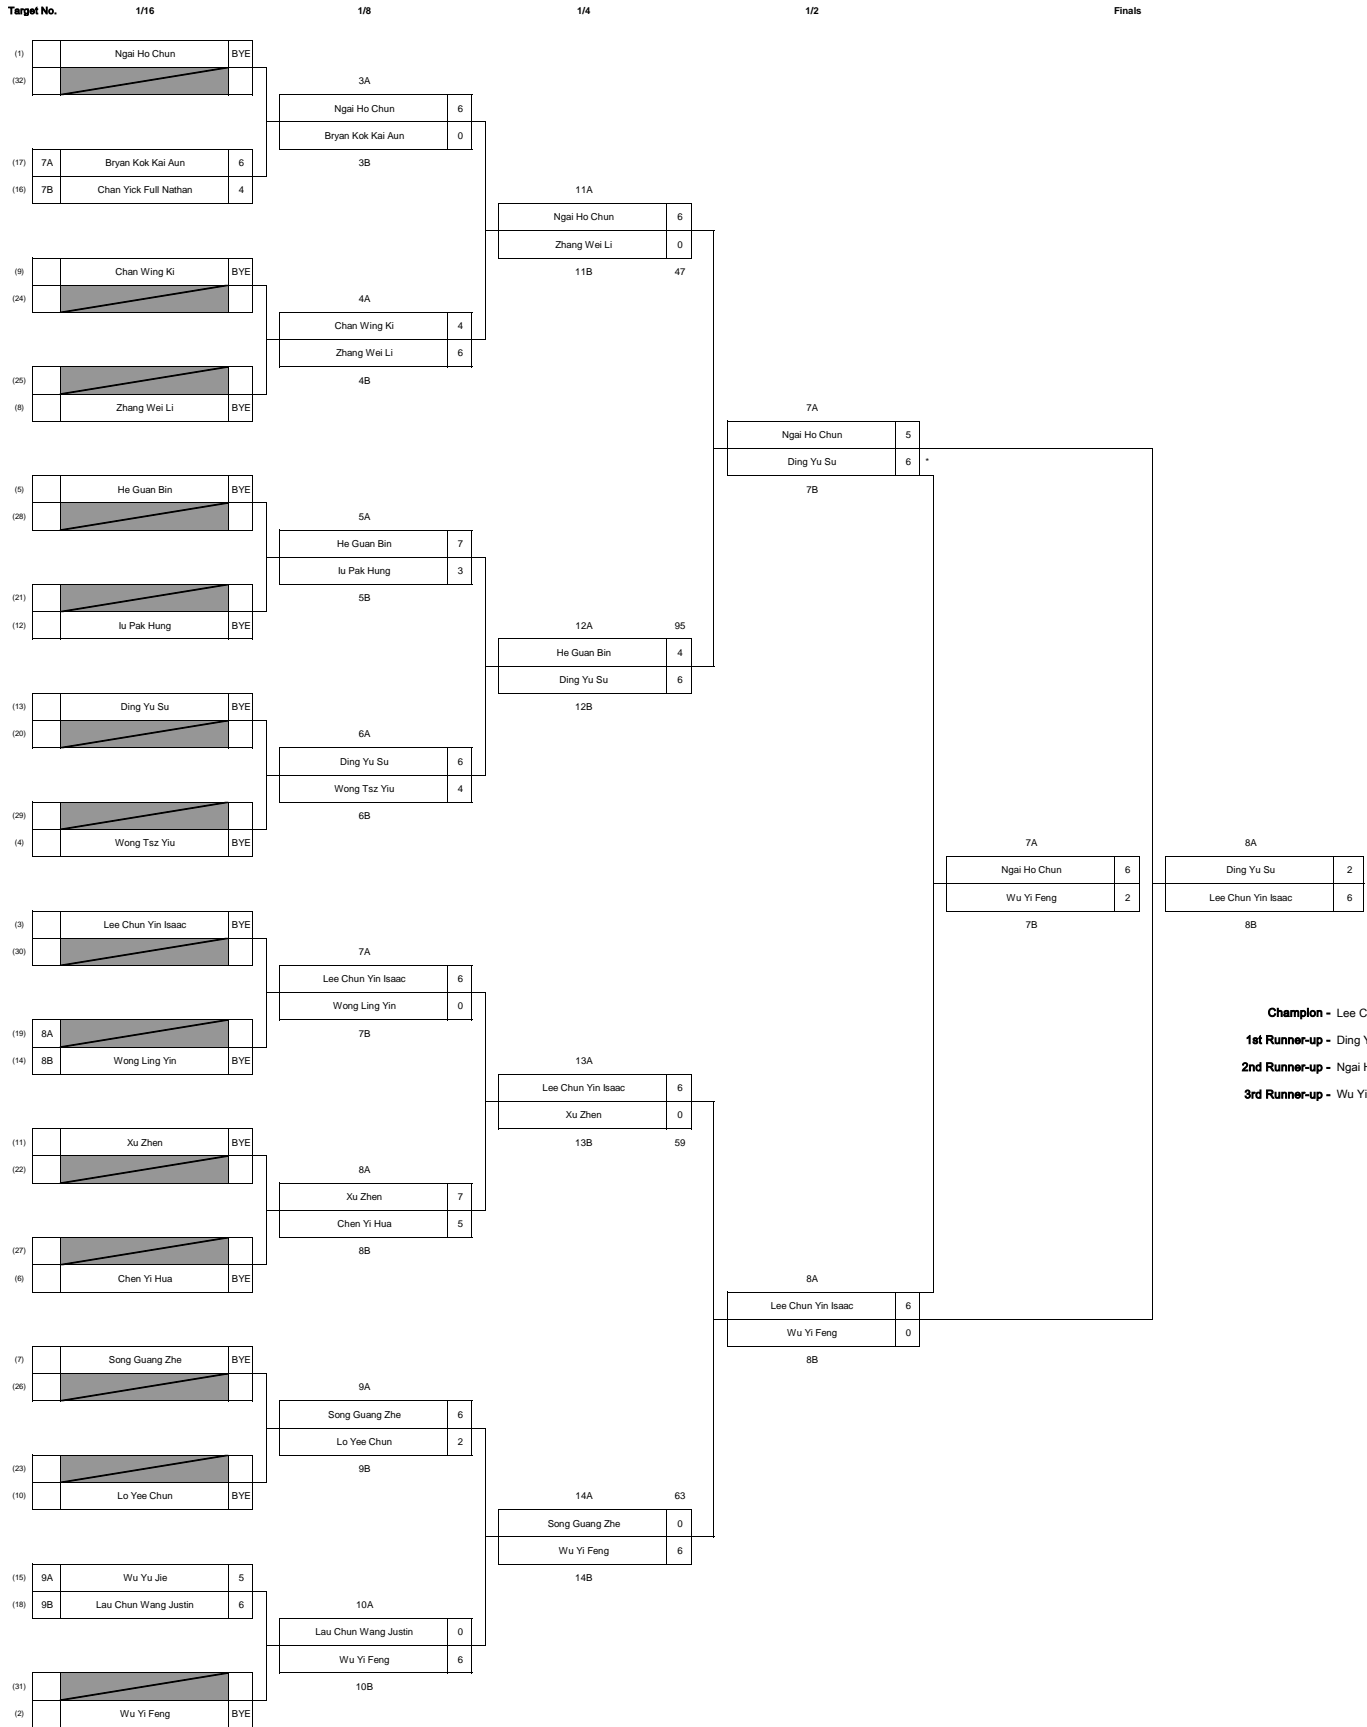 Target No. 1/16 1/8 1/4 1/2 Finals
(1) Ngai Ho Chun BYE
(32)
3A
Ngai Ho Chun 6
Bryan Kok Kai Aun 0
3B
(17) 7A Bryan Kok Kai Aun 6
(16) 7B Chan Yick Full Nathan 4
11A
Ngai Ho Chun 6
Zhang Wei Li 0
11B 47
(9) Chan Wing Ki BYE
(24)
4A
Chan Wing Ki 4
Zhang Wei Li 6
4B
(25)
(8) Zhang Wei Li BYE
7A
Ngai Ho Chun 5
Ding Yu Su 6 *
7B
(5) He Guan Bin BYE
(28)
5A
He Guan Bin 7
Iu Pak Hung 3
5B
(21)
(12) Iu Pak Hung BYE
12A 95
He Guan Bin 4
Ding Yu Su 6
12B
(13) Ding Yu Su BYE
(20)
6A
Ding Yu Su 6
Wong Tsz Yiu 4
6B
(29)
(4) Wong Tsz Yiu BYE
7A 8A
Ngai Ho Chun 6 Ding Yu Su 2
Wu Yi Feng 2 Lee Chun Yin Isaac 6
7B 8B
(3) Lee Chun Yin Isaac BYE
(30)
7A
Lee Chun Yin Isaac 6
Wong Ling Yin 0
7B
(19) 8A
(14) 8B Wong Ling Yin BYE
Champion - Lee C
1st Runner-up - Ding Y
2nd Runner-up - Ngai H
3rd Runner-up - Wu Yi
13A
Lee Chun Yin Isaac 6
Xu Zhen 0
13B 59
(11) Xu Zhen BYE
(22)
8A
Xu Zhen 7
Chen Yi Hua 5
8B
(27)
(6) Chen Yi Hua BYE
8A
Lee Chun Yin Isaac 6
Wu Yi Feng 0
8B
(7) Song Guang Zhe BYE
(26)
9A
Song Guang Zhe 6
Lo Yee Chun 2
9B
(23)
(10) Lo Yee Chun BYE
14A 63
Song Guang Zhe 0
Wu Yi Feng 6
14B
(15) 9A Wu Yu Jie 5
(18) 9B Lau Chun Wang Justin 6
10A
Lau Chun Wang Justin 0
Wu Yi Feng 6
10B
(31)
(2) Wu Yi Feng BYE